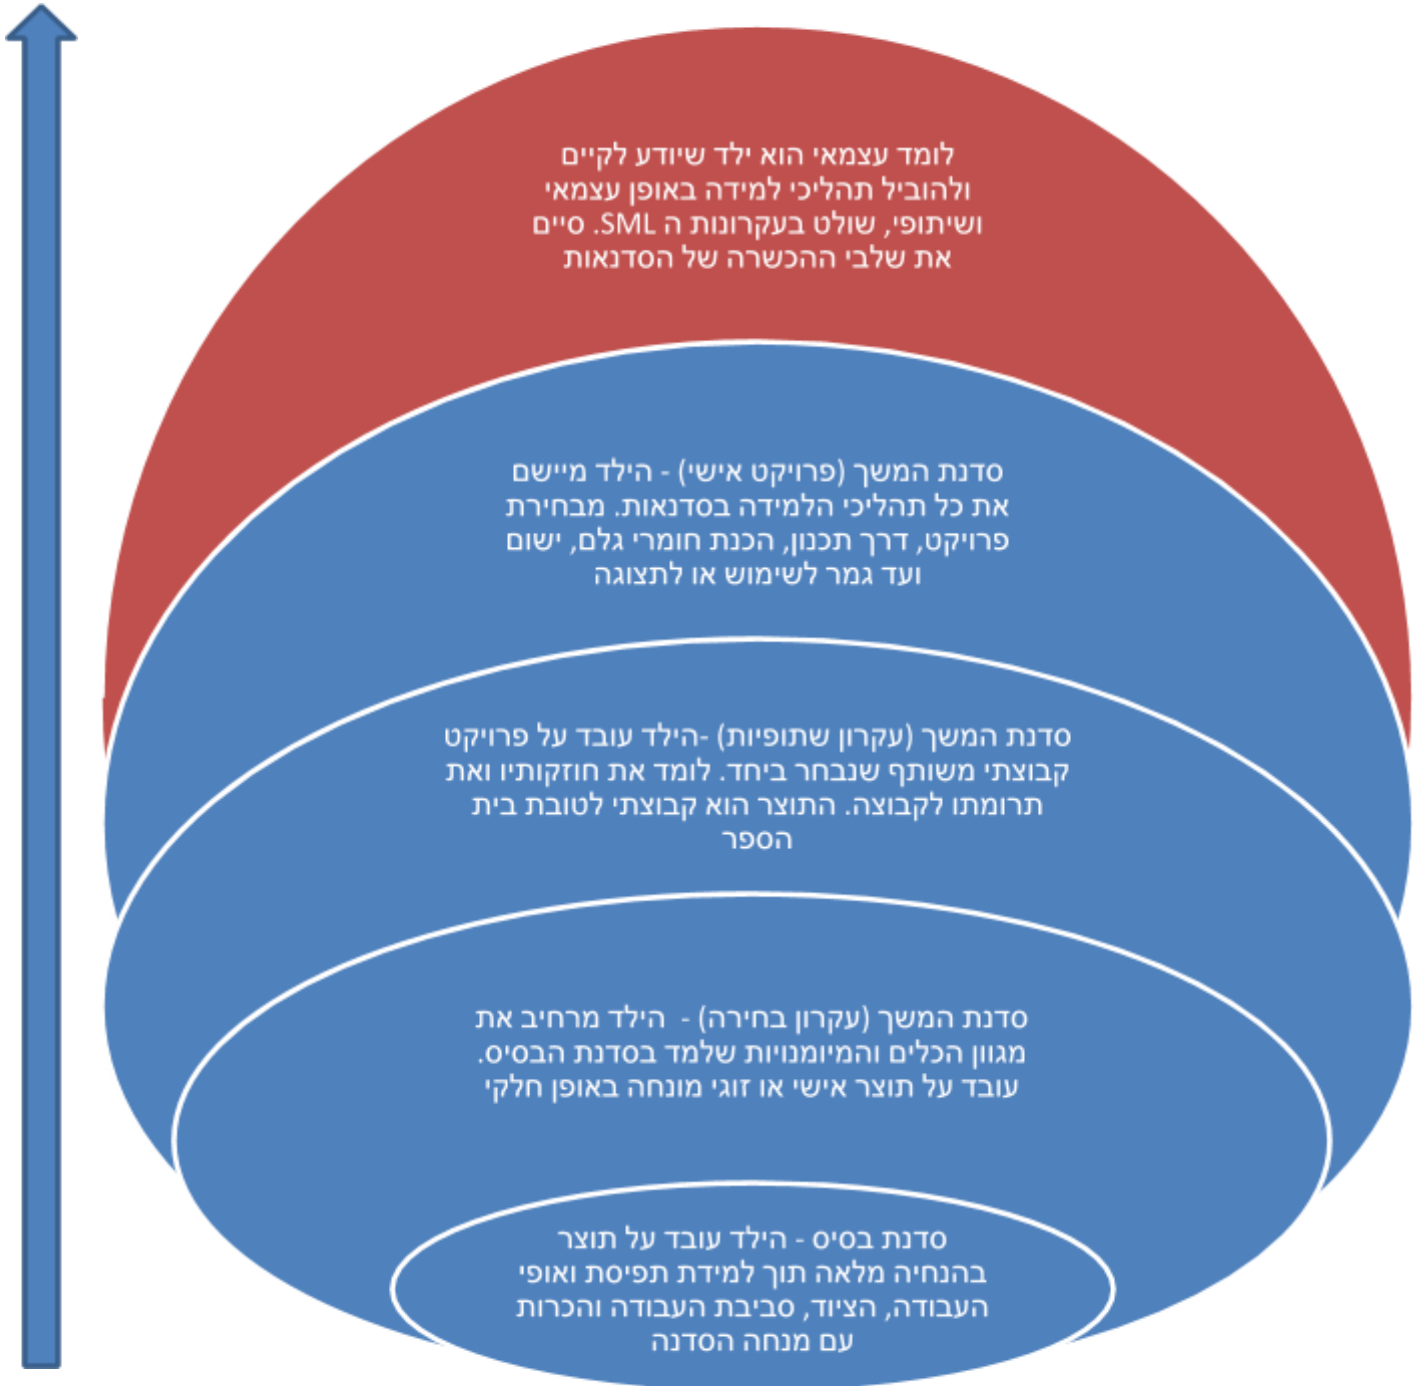 לומד עצמאי הוא ילד שיודע לקיים
ולהוביל תהליכי למידה באופן עצמאי
ושיתופי, שולט בעקרונות ה SML. סיים
את שלבי ההכשרה של הסדנאות
סדנת המשך (פרויקט אישי) - הילד מיישם
את כל תהליכי הלמידה בסדנאות. מבחירת
פרויקט, דרך תכנון, הכנת חומרי גלם, ישום
ועד גמר לשימוש או לתצוגה
סדנת המשך (עקרון שתופיות) -הילד עובד על פרויקט
קבוצתי משותף שנבחר ביחד. לומד את חוזקותיו ואת
תרומתו לקבוצה. התוצר הוא קבוצתי לטובת בית
הספר
סדנת המשך (עקרון בחירה) -  הילד מרחיב את
מגוון הכלים והמיומנויות שלמד בסדנת הבסיס.
עובד על תוצר אישי או זוגי מונחה באופן חלקי
סדנת בסיס - הילד עובד על תוצר
בהנחיה מלאה תוך למידת תפיסת ואופי
העבודה, הציוד, סביבת העבודה והכרות
עם מנחה הסדנה